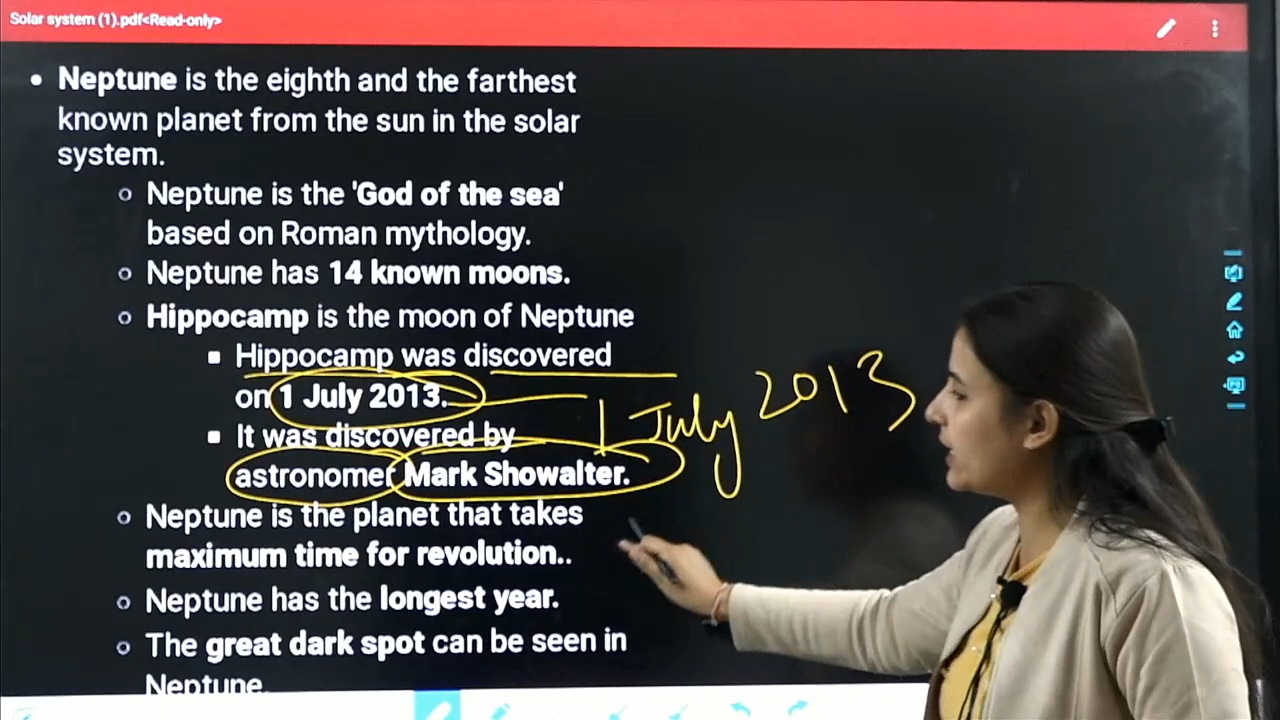 Solar system (1).pdf<Read-only>
• Neptune is the eighth and the farthest
known planet from the sun in the solar
system.
Neptune is the 'God of the sea'
based on Roman mythology.
Neptune has 14 known moons.
Hippocamp is the moon of Neptune
Hippocamp was discovered
on 1 July 2013.
1 July 2013
It was discovered by
astronomer Mark Showalter.
Neptune is the planet that takes
maximum time for revolution..
Neptune has the longest year.
The great dark spot can be seen in
Neptune.